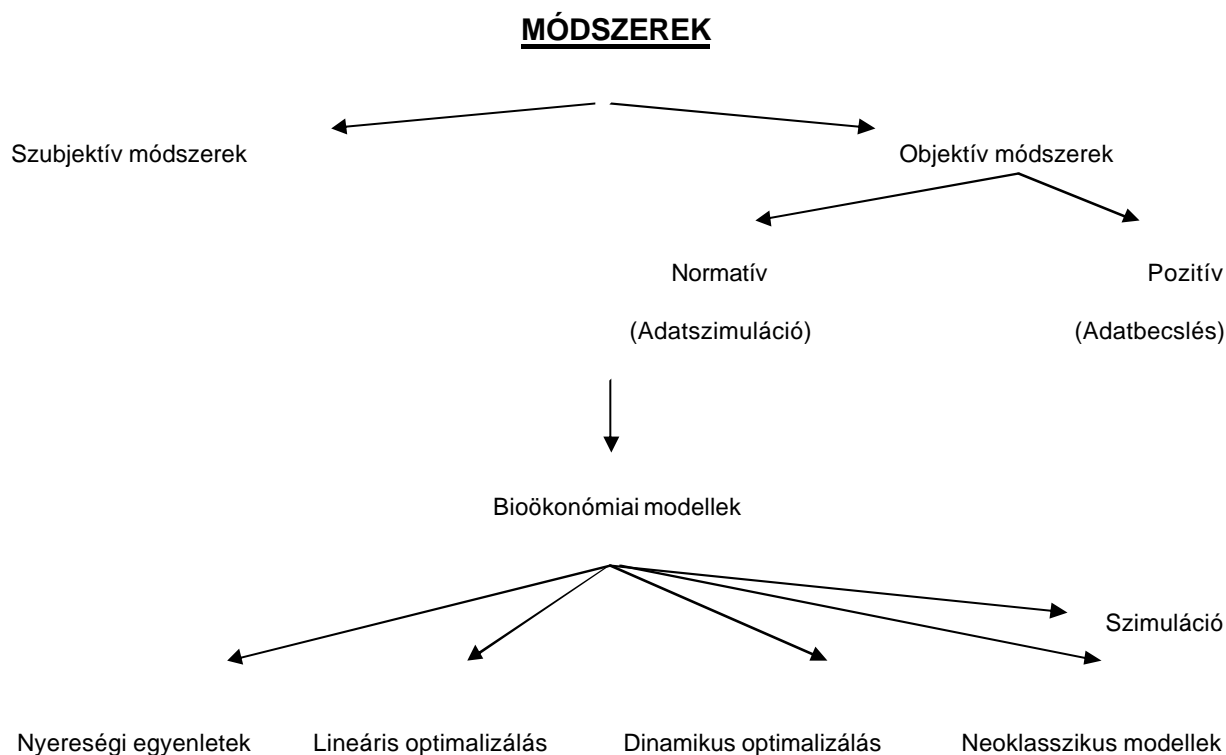 MÓDSZEREK
Szubjektív módszerek
Objektív módszerek
Normatív
Pozitív
(Adatszimuláció)
(Adatbecslés)
Bioökonómiai modellek
Szimuláció
Nyereségi egyenletek
Lineáris optimalizálás
Dinamikus optimalizálás
Neoklasszikus modellek